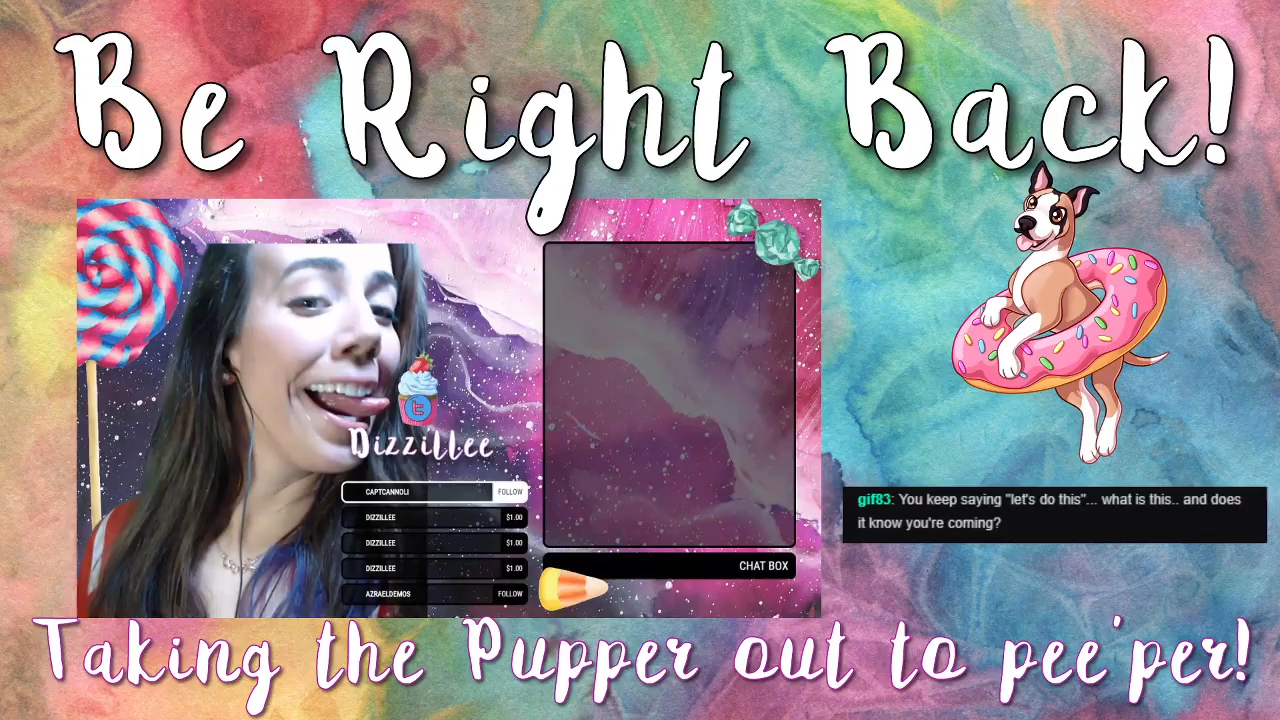 Be Right Back!
Dizzillee
CAPTCANNOLI FOLLOW
DIZZILLEE $1.00
DIZZILLEE $1.00
DIZZILLEE $1.00
AZRAELDEMOS FOLLOW
CHAT BOX
gif83: You keep saying "let's do this"... what is this.. and does
it know you're coming?
Taking the Pupper out to pee'per!